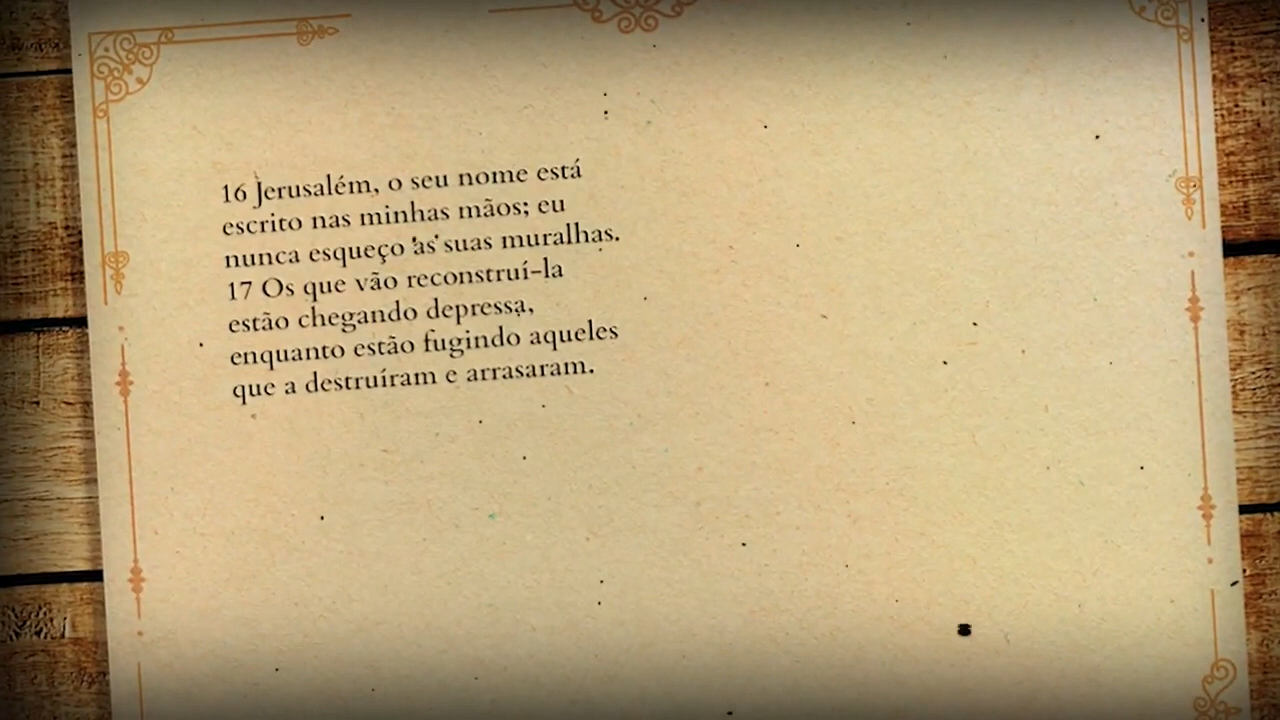 16 Jerusalém, o seu nome está
escrito nas minhas mãos; eu
nunca esqueço as suas muralhas.
17 Os que vão reconstruí-la
estão chegando depressa,
enquanto estão fugindo aqueles
que a destruíram e arrasaram.